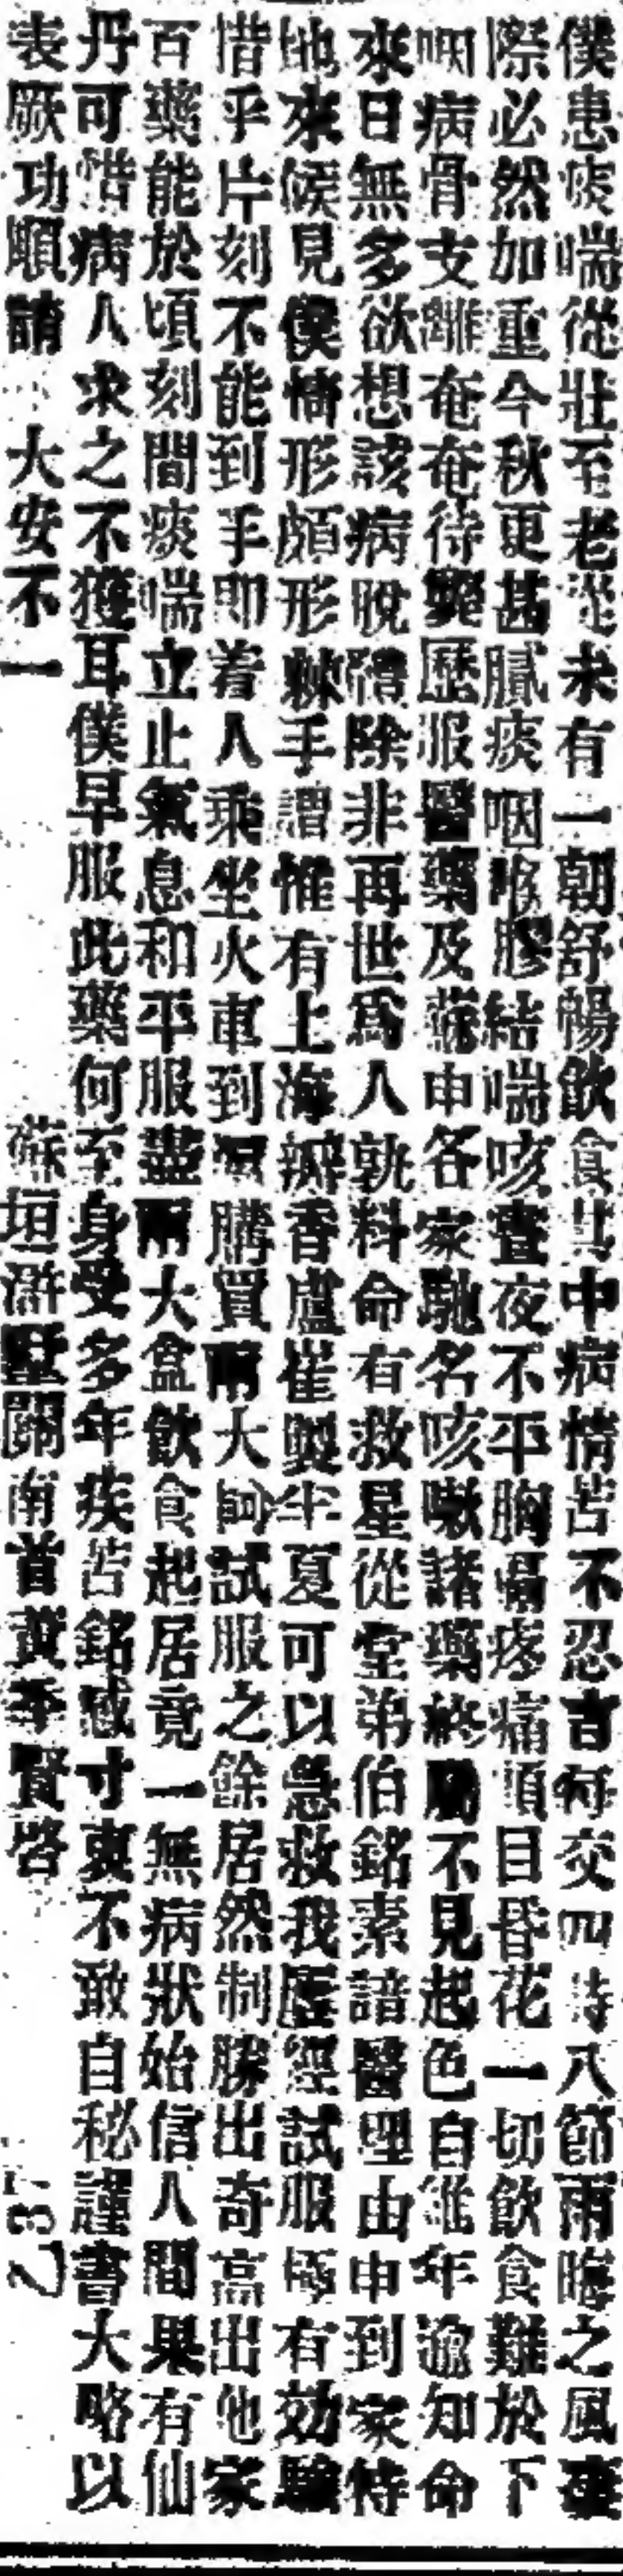 僕患痰喘從壯至老從未有一朝舒暢飲食其中病情苦不忍言每交四時八節雨晦之風淒
際必然加重今秋更甚膩痰咽喉膠結喘咳晝夜不平胸膈疼痛頭目昏花一切飲食難於下
咽病骨支離奄奄待斃歷服醫藥及蘇申各家馳名咳嗽諸藥終屬不見起色自維年逾知命
來日無多欲想該病脫體除非再世爲人孰料命有救星從堂弟伯銘素諳醫理由申到家特
地來候見僕情形頗形棘手謂惟有上海瓣香廬崔製半夏可以急救我歷經試服極有効驗
惜乎片刻不能到手即着人乘坐火車到 購買兩大 試服之餘居然制勝出奇高出他家
百藥能於頃刻間痰喘立止氣息和平服盡兩大盒飲食起居竟一無病狀始信人間果有仙
丹可惜病人求之不獲耳僕早服此藥何至身受多年疾苦銘感寸衷不敢自秘謹書大略以
表厥功順請 大安不一 蘇垣滸墅關南首黃季賢啓